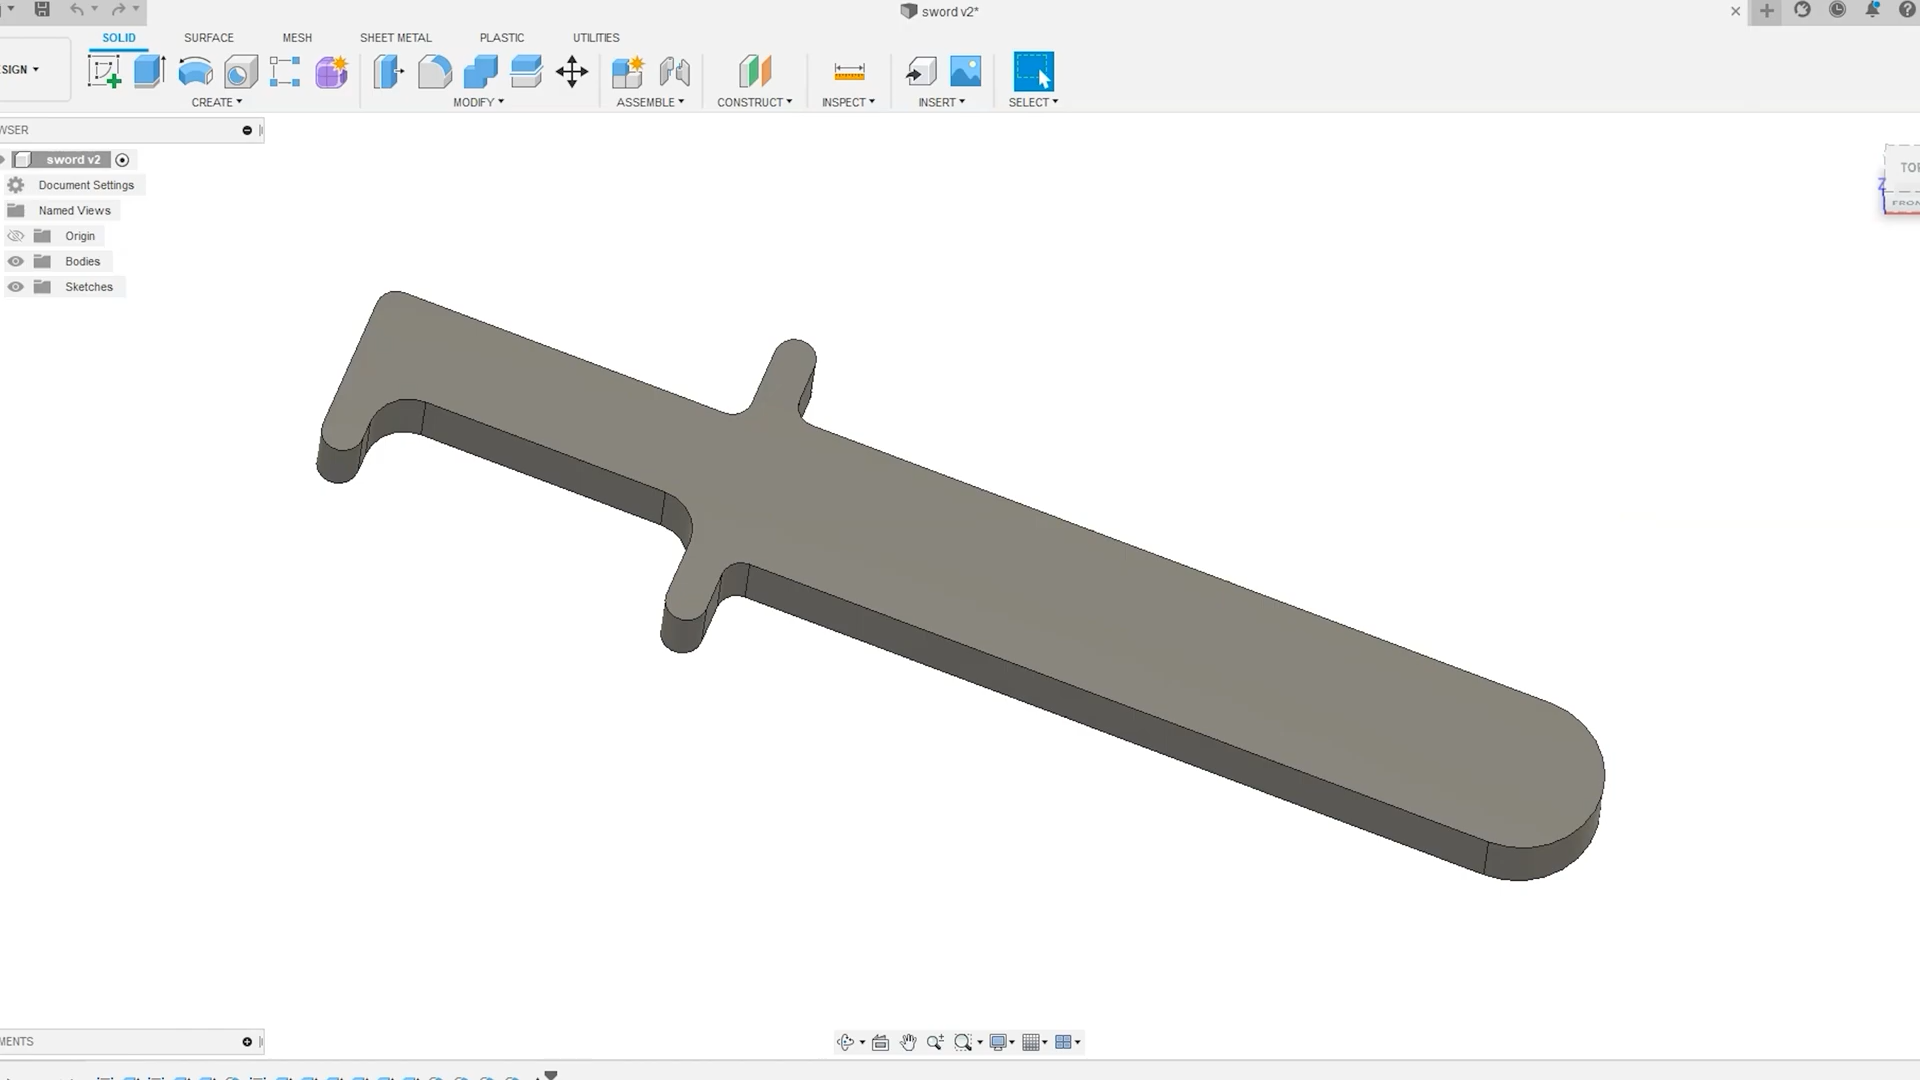 sword v2*
SOLID SURFACE MESH SHEET METAL PLASTIC UTILITIES
SIGN
CREATE MODIFY ASSEMBLE CONSTRUCT INSPECT INSERT SELECT
WSER
sword v2
Document Settings
Named Views
Origin
Bodies
Sketches
TOP
Z
FRON
MENTS